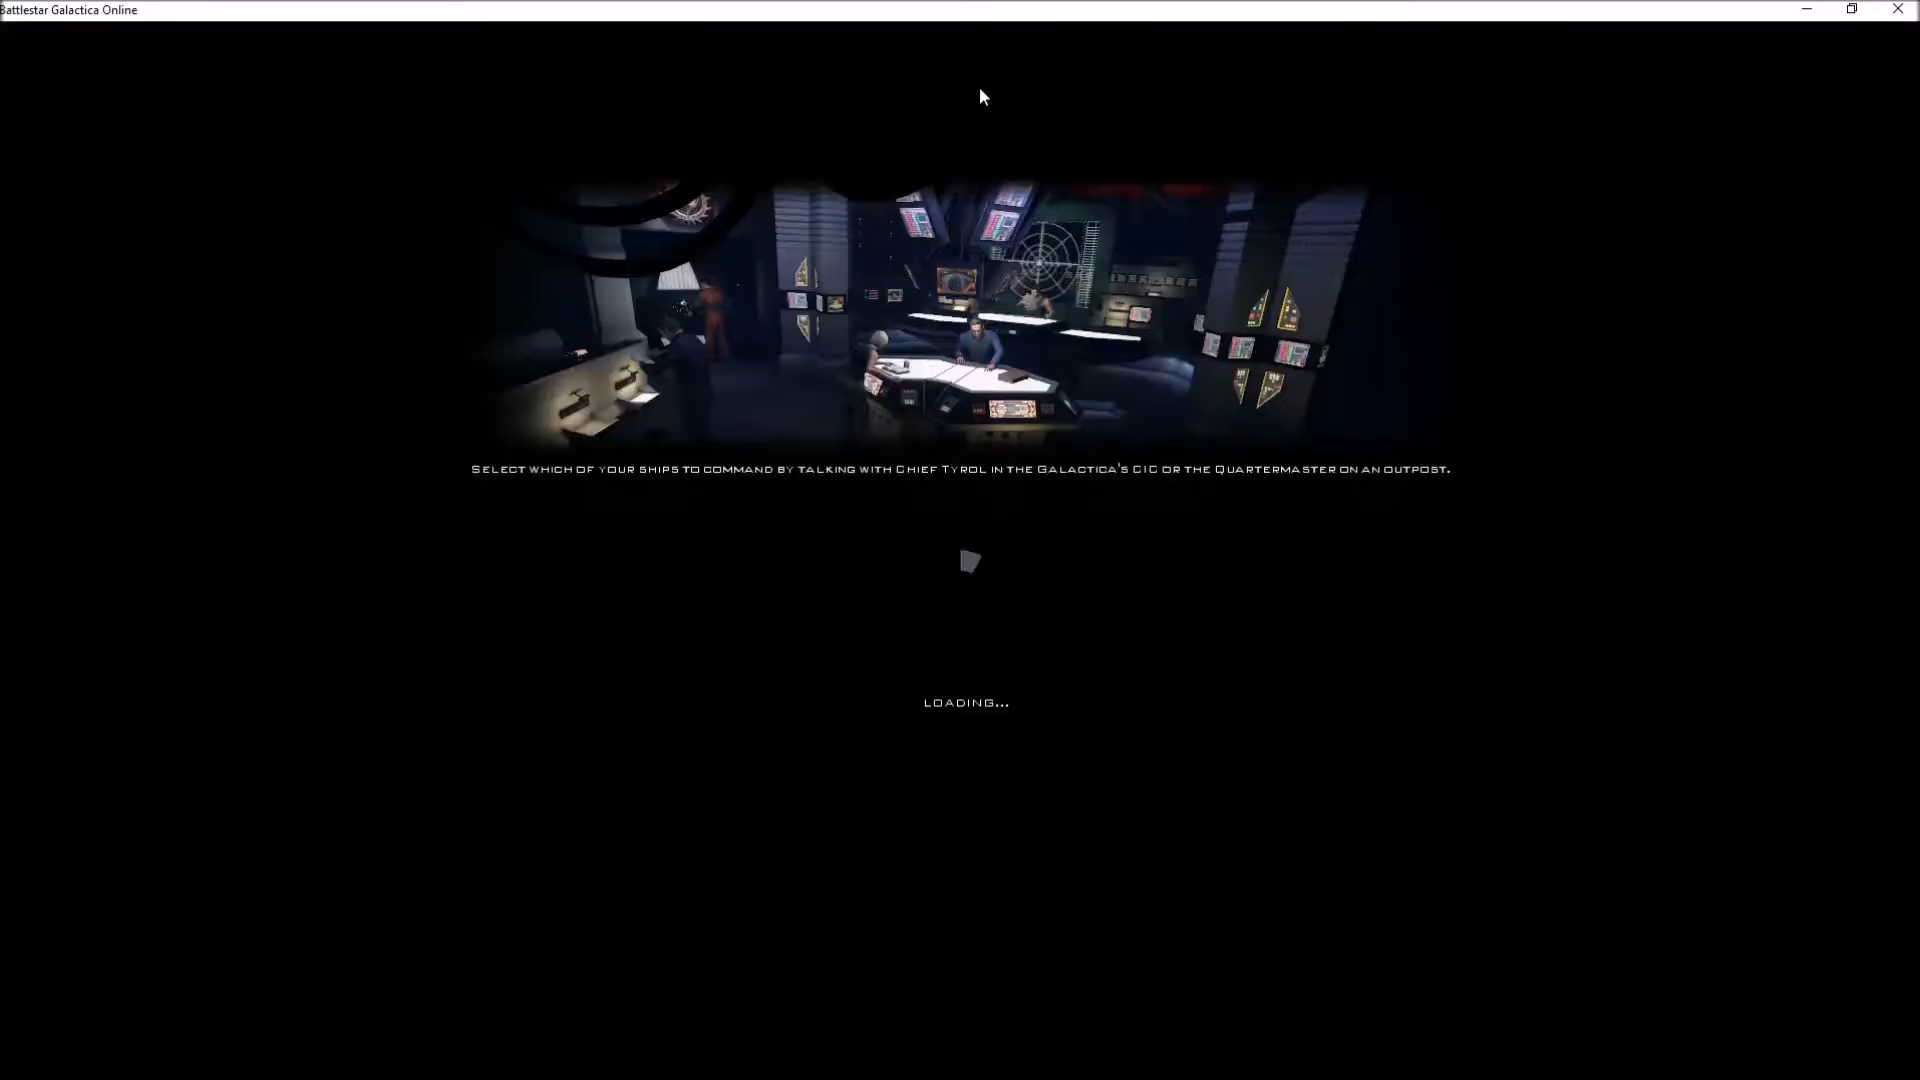 Battlestar Galactica Online
SELECT WHICH OF YOUR SHIPS TO COMMAND BY TALKING WITH CHIEF TYROL IN THE GALACTICA'S CIC OR THE QUARTERMASTER ON AN OUTPOST.
LOADING...